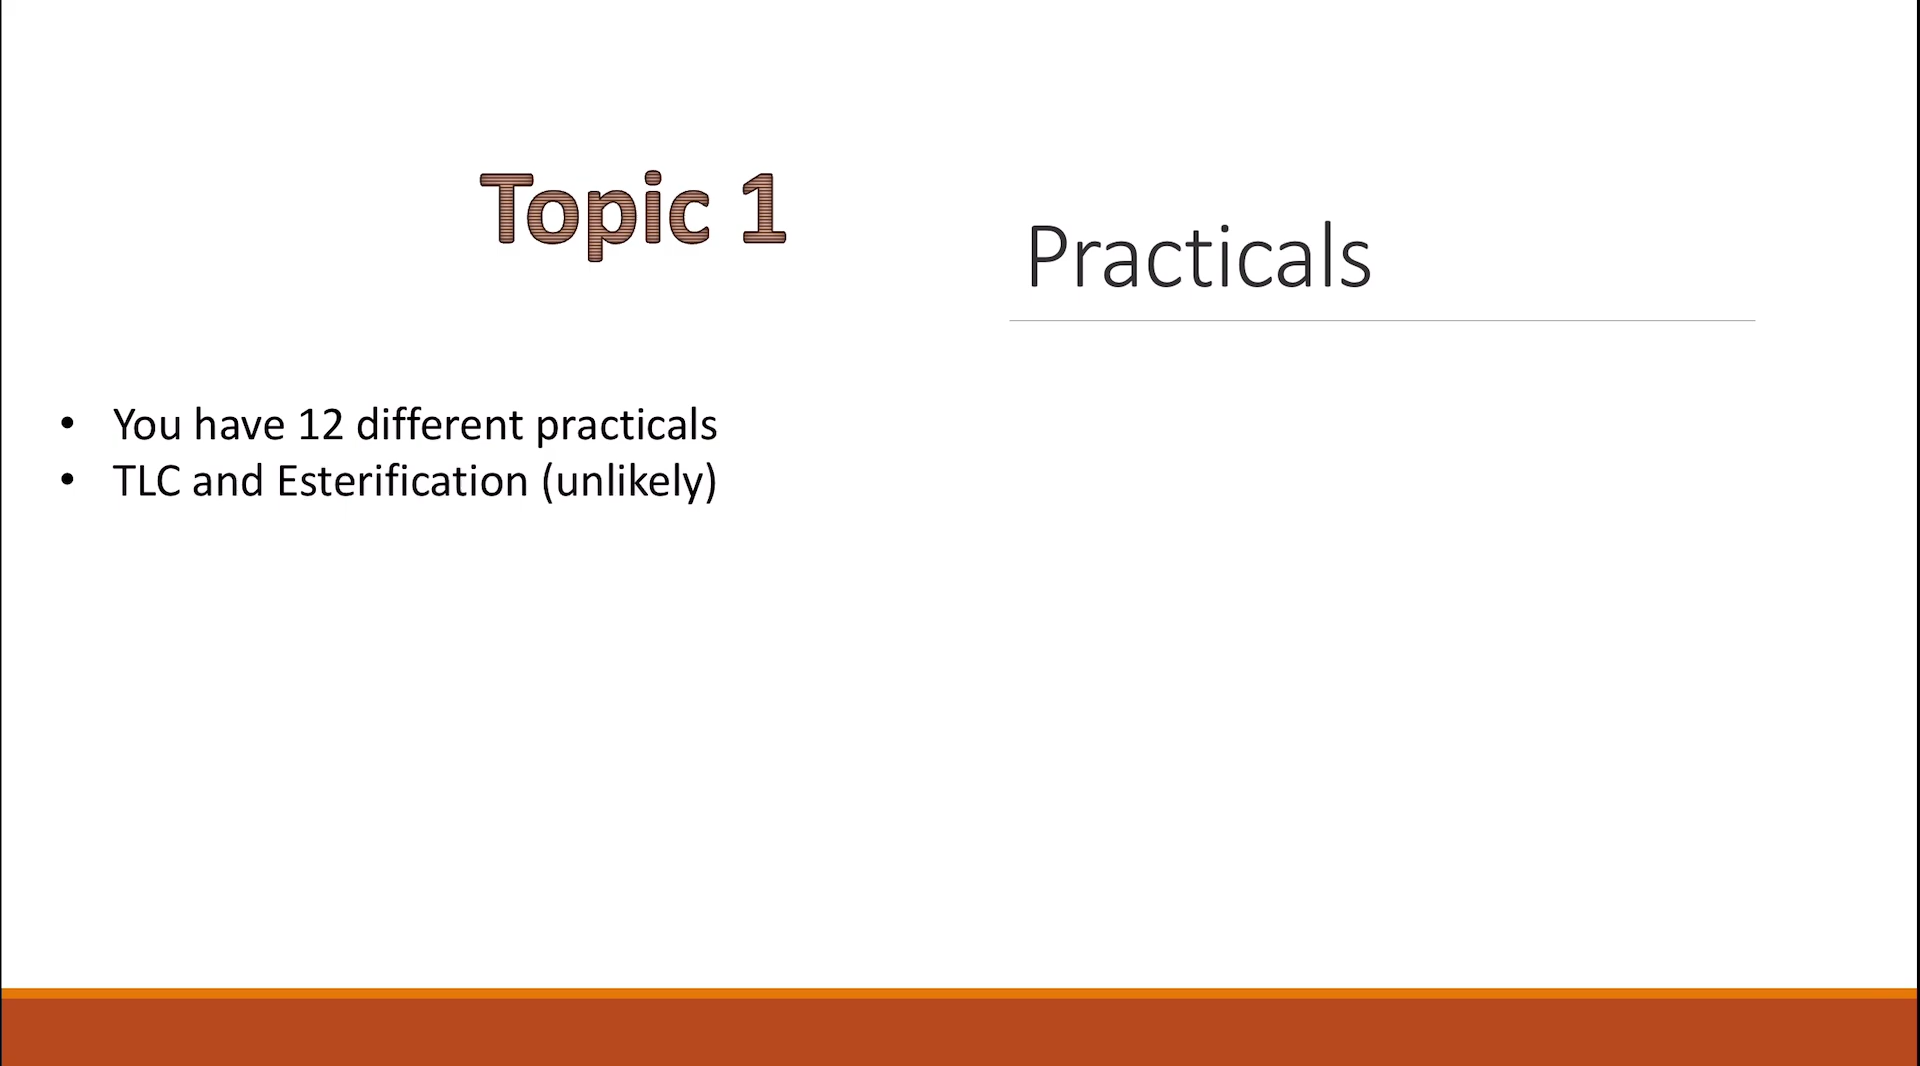 Topic 1
Practicals
• You have 12 different practicals
• TLC and Esterification (unlikely)